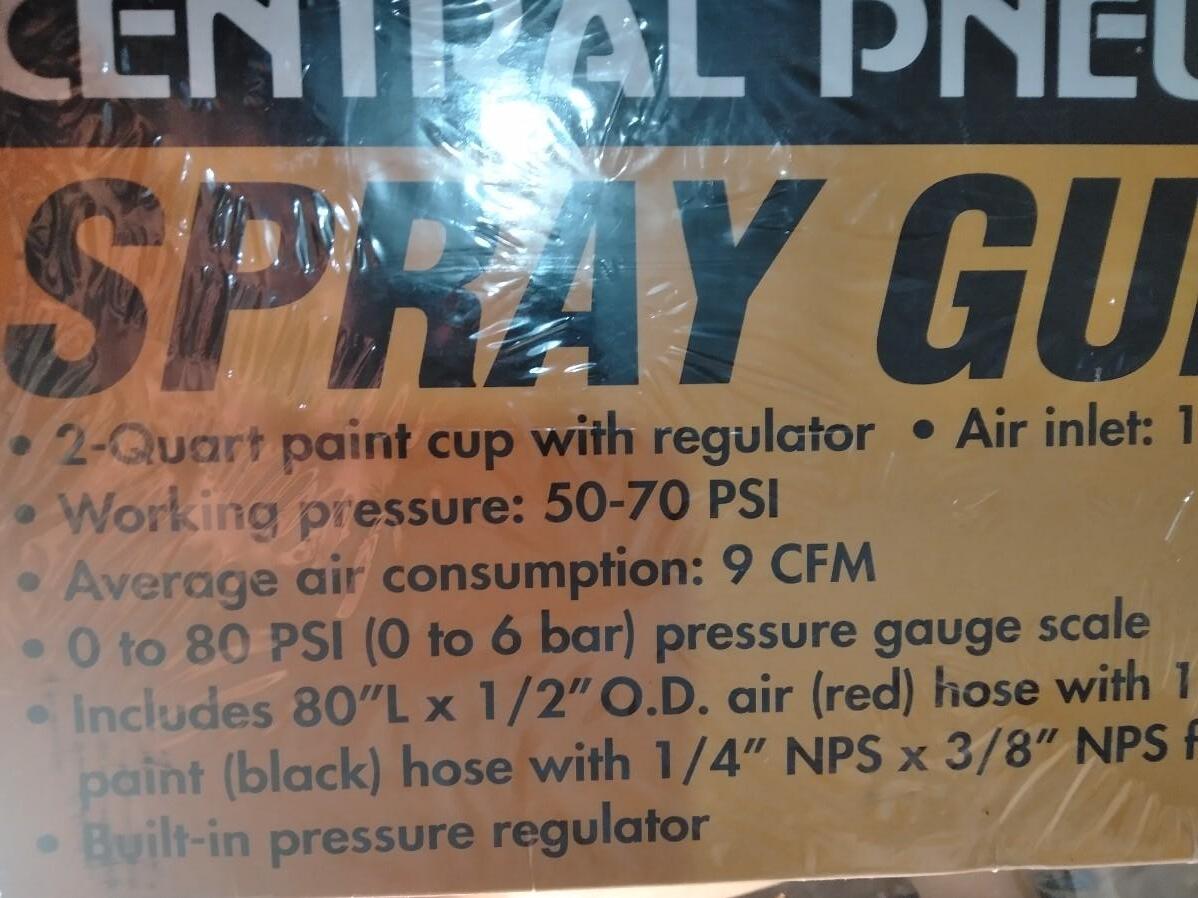 CENTRAL PNEU
SPRAY GU
• 2-Quart paint cup with regulator • Air inlet: 1
• Working pressure: 50-70 PSI
• Average air consumption: 9 CFM
• 0 to 80 PSI (0 to 6 bar) pressure gauge scale
• Includes 80"L x 1/2" O.D. air (red) hose with 1
paint (black) hose with 1/4" NPS x 3/8" NPS f
• Built-in pressure regulator